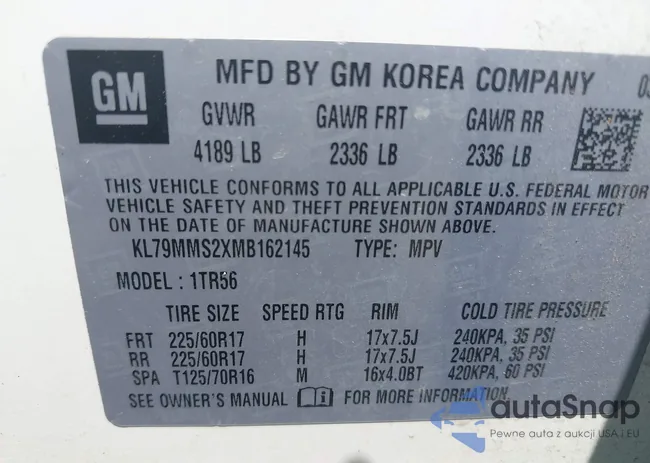 GM
MFD BY GM KOREA COMPANY 03
GVWR GAWR FRT GAWR RR
4189 LB 2336 LB 2336 LB
THIS VEHICLE CONFORMS TO ALL APPLICABLE U.S. FEDERAL MOTOR
VEHICLE SAFETY AND THEFT PREVENTION STANDARDS IN EFFECT
ON THE DATE OF MANUFACTURE SHOWN ABOVE.
KL79MMS2XMB162145 TYPE: MPV
MODEL : 1TR56
TIRE SIZE SPEED RTG RIM COLD TIRE PRESSURE
FRT 225/60R17 H 17x7.5J 240KPA, 35 PSI
RR 225/60R17 H 17x7.5J 240KPA, 35 PSI
SPA T125/70R16 M 16x4.0BT 420KPA, 60 PSI
SEE OWNER'S MANUAL FOR MORE INFORMATION
autaSnap
Pewne auta z aukcji USA i EU